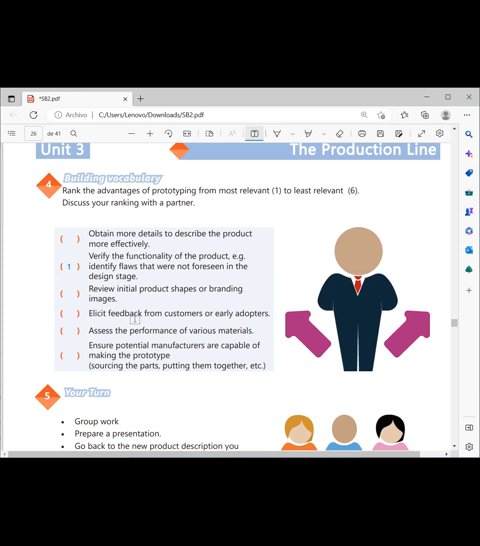 *SB2.pdf
Archivo
C:/Users/Lenovo/Downloads/SB2.pdf
26
de 41
Unit 3
The Production Line
4
Building vocabulary
Rank the advantages of prototyping from most relevant (1) to least relevant (6).
Discuss your ranking with a partner.
( ) Obtain more details to describe the product
more effectively.
Verify the functionality of the product, e.g.
( 1 ) identify flaws that were not foreseen in the
design stage.
( ) Review initial product shapes or branding
images.
( ) Elicit feedback from customers or early adopters.
( ) Assess the performance of various materials.
Ensure potential manufacturers are capable of
( ) making the prototype
(sourcing the parts, putting them together, etc.)
5
Your Turn
• Group work
• Prepare a presentation.
• Go back to the new product description you